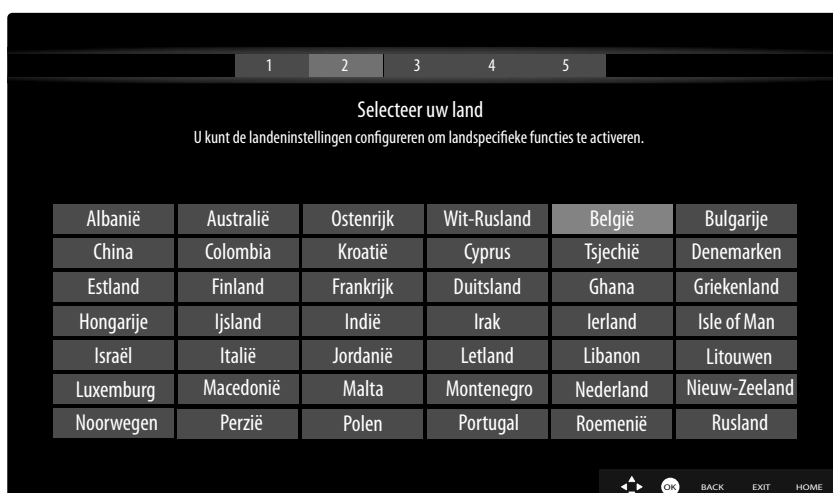 1 2 3 4 5
Selecteer uw land
U kunt de landeninstellingen configureren om landspecifieke functies te activeren.
Albanië Australië Ostenrijk Wit-Rusland België Bulgarije
China Colombia Kroatië Cyprus Tsjechië Denemarken
Estland Finland Frankrijk Duitsland Ghana Griekenland
Hongarije Ijsland Indië Irak Ierland Isle of Man
Israël Italië Jordanië Letland Libanon Litouwen
Luxemburg Macedonië Malta Montenegro Nederland Nieuw-Zeeland
Noorwegen Perzië Polen Portugal Roemenië Rusland
OK BACK EXIT HOME